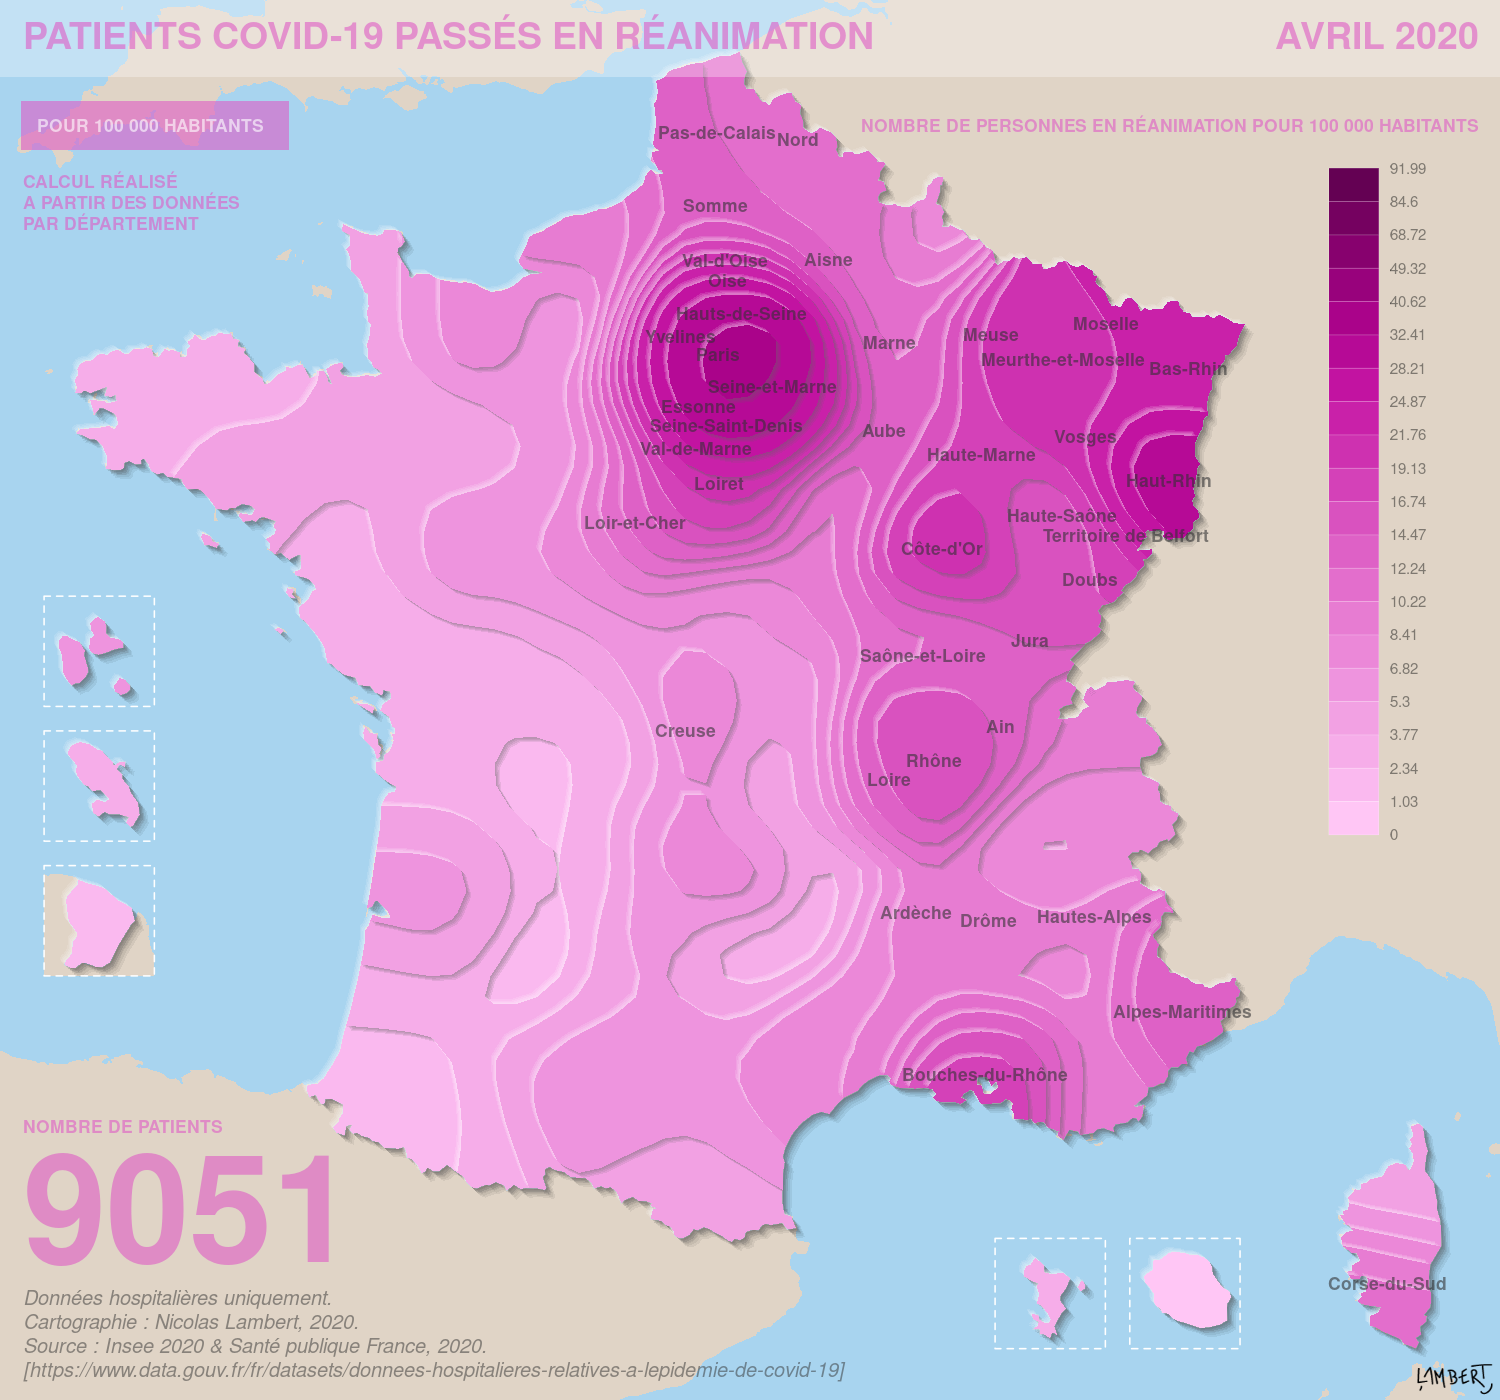 PATIENTS COVID-19 PASSÉS EN RÉANIMATION
AVRIL 2020
POUR 100 000 HABITANTS
CALCUL RÉALISÉ
A PARTIR DES DONNÉES
PAR DÉPARTEMENT
NOMBRE DE PERSONNES EN RÉANIMATION POUR 100 000 HABITANTS
91.99
84.6
68.72
49.32
40.62
32.41
28.21
24.87
21.76
19.13
16.74
14.47
12.24
10.22
8.41
6.82
5.3
3.77
2.34
1.03
0
Pas-de-Calais
Nord
Somme
Val-d'Oise
Aisne
Oise
Hauts-de-Seine
Yvelines
Paris
Marne
Meuse
Moselle
Meurthe-et-Moselle
Bas-Rhin
Seine-et-Marne
Essonne
Seine-Saint-Denis
Val-de-Marne
Aube
Vosges
Haute-Marne
Loiret
Haut-Rhin
Loir-et-Cher
Haute-Saône
Territoire de Belfort
Côte-d'Or
Doubs
Jura
Saône-et-Loire
Creuse
Ain
Rhône
Loire
Ardèche
Drôme
Hautes-Alpes
Alpes-Maritimes
Bouches-du-Rhône
Corse-du-Sud
NOMBRE DE PATIENTS
9051
Données hospitalières uniquement.
Cartographie : Nicolas Lambert, 2020.
Source : Insee 2020 & Santé publique France, 2020.
[https://www.data.gouv.fr/fr/datasets/donnees-hospitalieres-relatives-a-lepidemie-de-covid-19]
LAMBERT